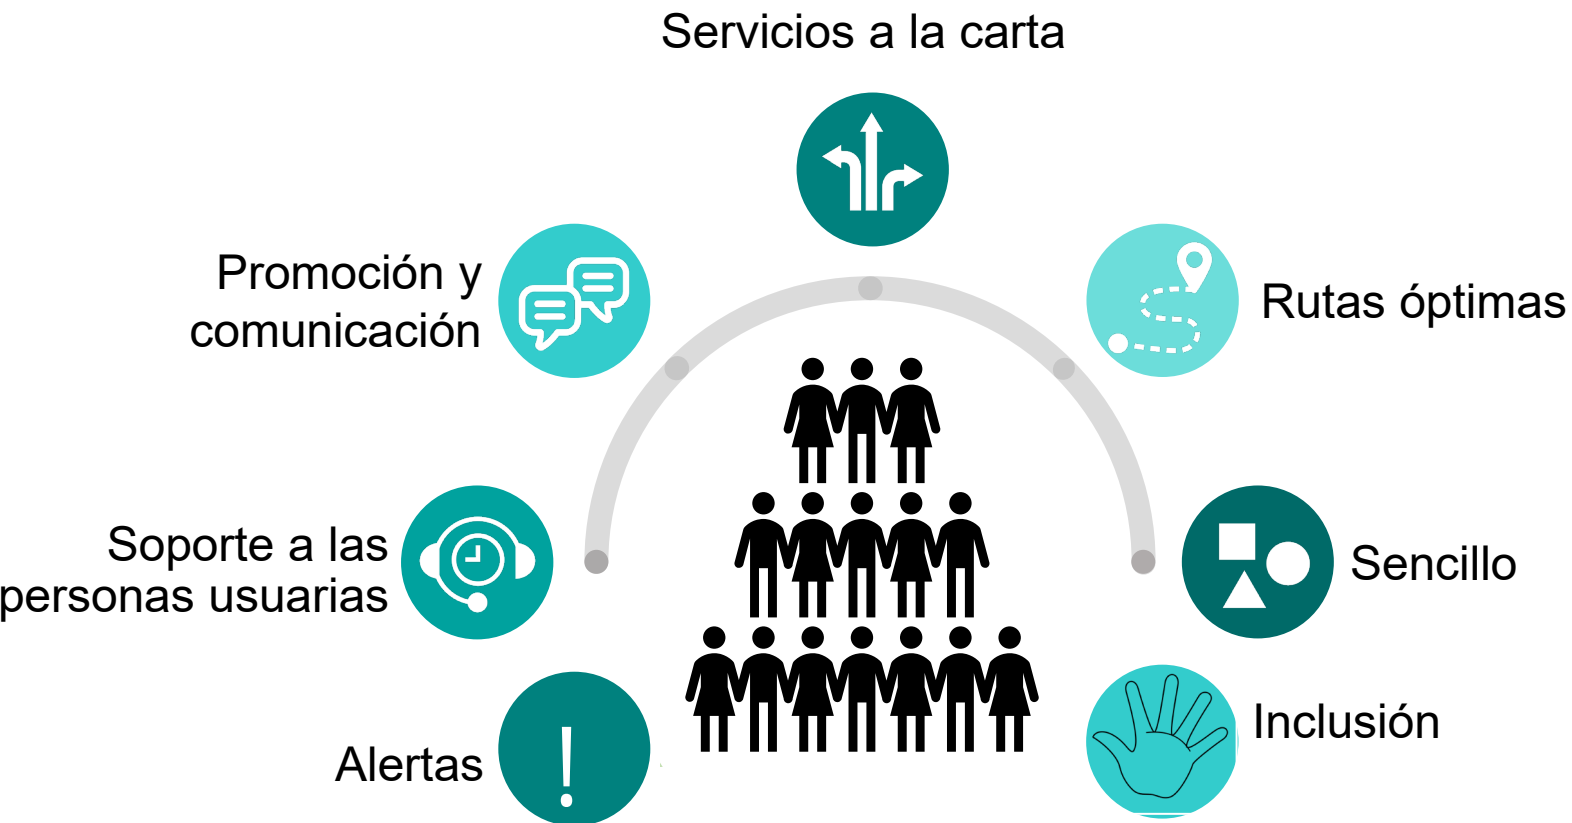 Servicios a la carta
Promoción y
comunicación
Rutas óptimas
Soporte a las
personas usuarias
Sencillo
Alertas
!
Inclusión